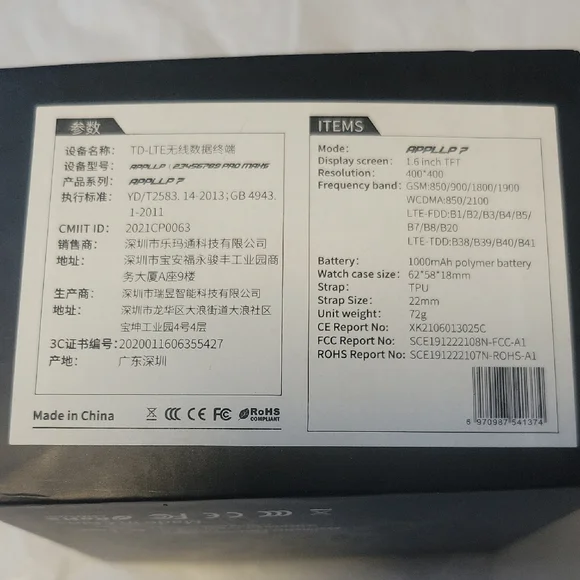 参数
设备名称： TD-LTE无线数据终端
设备型号： APPLLP 123456789 PRO MAXS
产品系列： APPLLP 7
执行标准： YD/T2583. 14-2013；GB 4943.
1-2011
CMIIT ID： 2021CP0063
销售商： 深圳市乐玛通科技有限公司
地址： 深圳市宝安福永骏丰工业园商
务大厦A座9楼
生产商： 深圳市瑞昱智能科技有限公司
地址： 深圳市龙华区大浪街道大浪社区
宝坤工业园4号4层
3C证书编号：2020011606355427
产地： 广东深圳
Made in China CCC CE FC RoHS
COMPLIANT
ITEMS
Mode: APPLLP 7
Display screen: 1.6 inch TFT
Resolution: 400*400
Frequency band: GSM:850/900/1800/1900
WCDMA:850/2100
LTE-FDD:B1/B2/B3/B4/B5/
B7/B8/B20
LTE-TDD:B38/B39/B40/B41
Battery: 1000mAh polymer battery
Watch case size: 62*58*18mm
Strap: TPU
Strap Size: 22mm
Unit weight: 72g
CE Report No: XK2106013025C
FCC Report No: SCE191222108N-FCC-A1
ROHS Report No: SCE191222107N-ROHS-A1
8 970987 541374